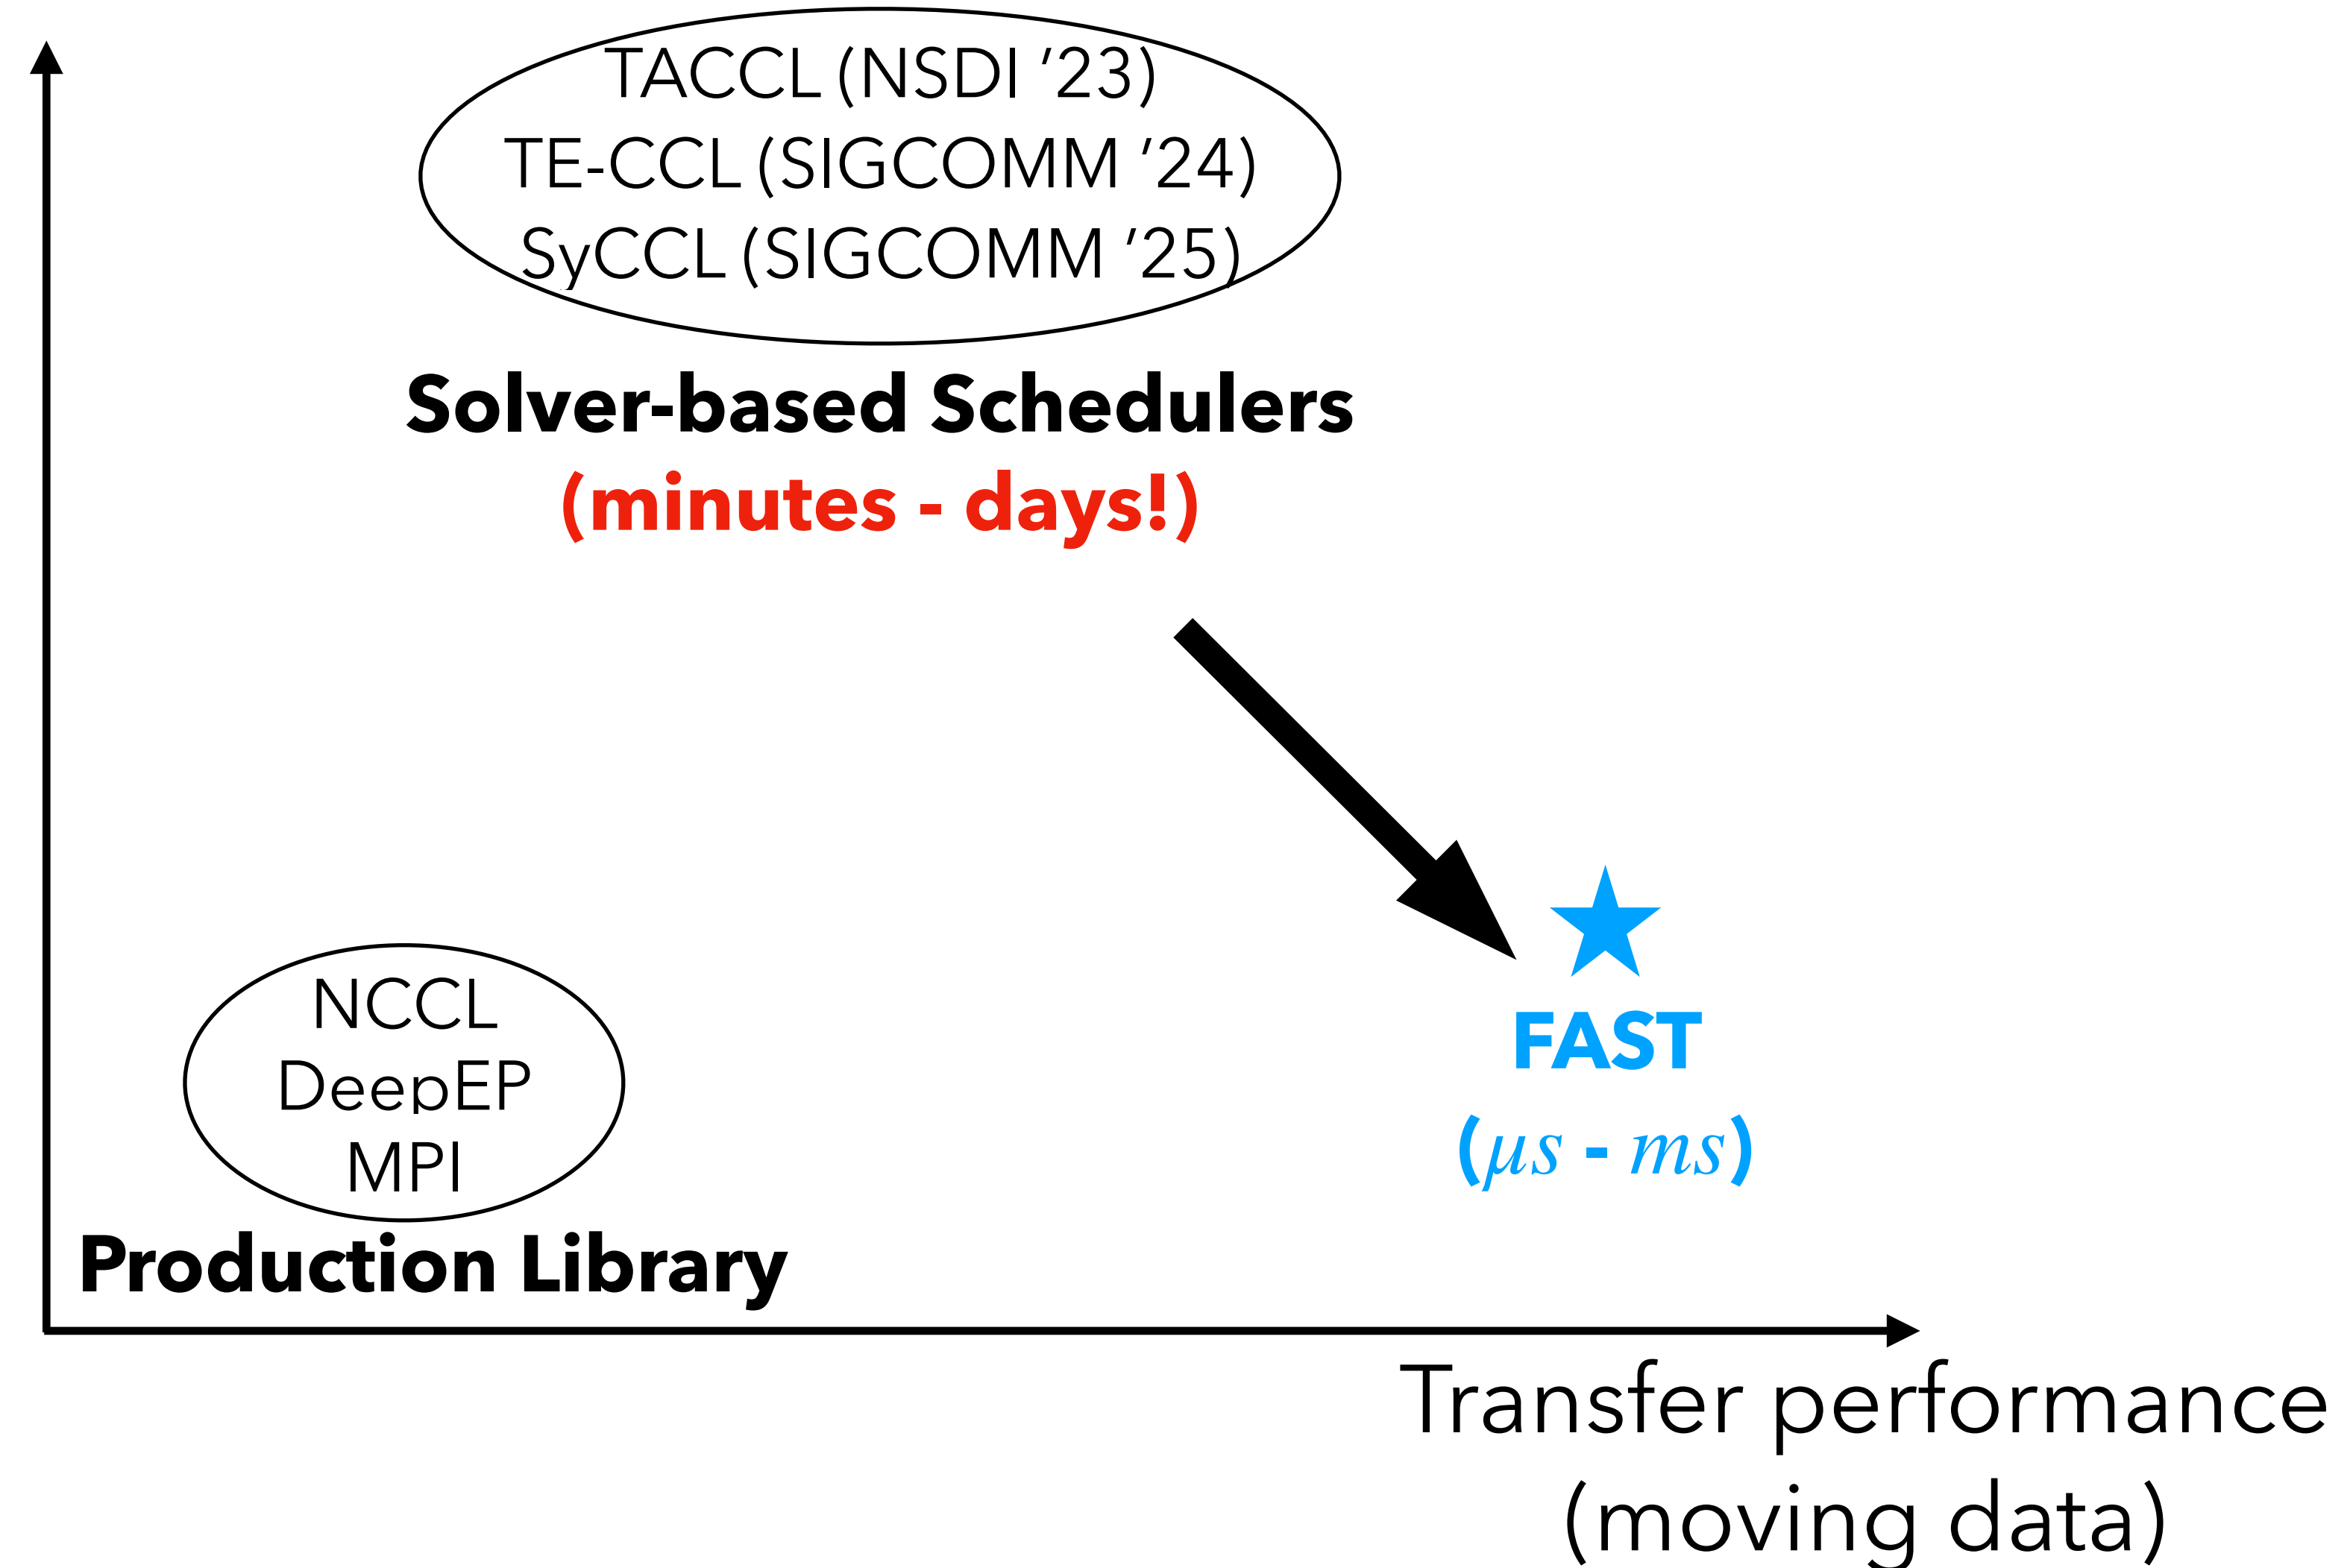 TACCL (NSDI ’23)
TE-CCL (SIGCOMM ’24)
SyCCL (SIGCOMM ’25)
Solver-based Schedulers
(minutes - days!)
NCCL
DeepEP
MPI
Production Library
FAST
(μs - ms)
Transfer performance
(moving data)